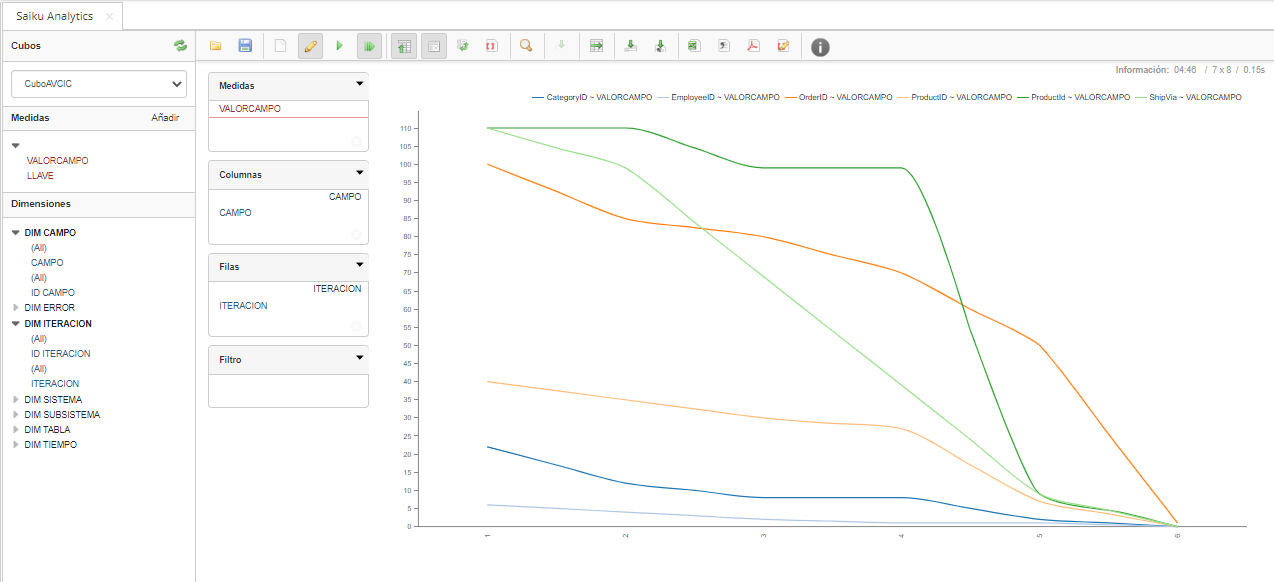 Saiku Analytics ×
Cubos
CuboAVCIC
Medidas Añadir
VALORCAMPO
LLAVE
Dimensiones
DIM CAMPO
(All)
CAMPO
(All)
ID CAMPO
DIM ERROR
DIM ITERACION
(All)
ID ITERACION
(All)
ITERACION
DIM SISTEMA
DIM SUBSISTEMA
DIM TABLA
DIM TIEMPO
Medidas
VALORCAMPO
Columnas
CAMPO
CAMPO
Filas
ITERACION
ITERACION
Filtro
Información: 04:46 / 7 x 8 / 0.15s
CategoryID ~ VALORCAMPO EmployeeID ~ VALORCAMPO OrderID ~ VALORCAMPO ProductID ~ VALORCAMPO ProductId ~ VALORCAMPO ShipVia ~ VALORCAMPO
110
105
100
95
90
85
80
75
70
65
60
55
50
45
40
35
30
25
20
15
10
5
0
1 2 3 4 5 6